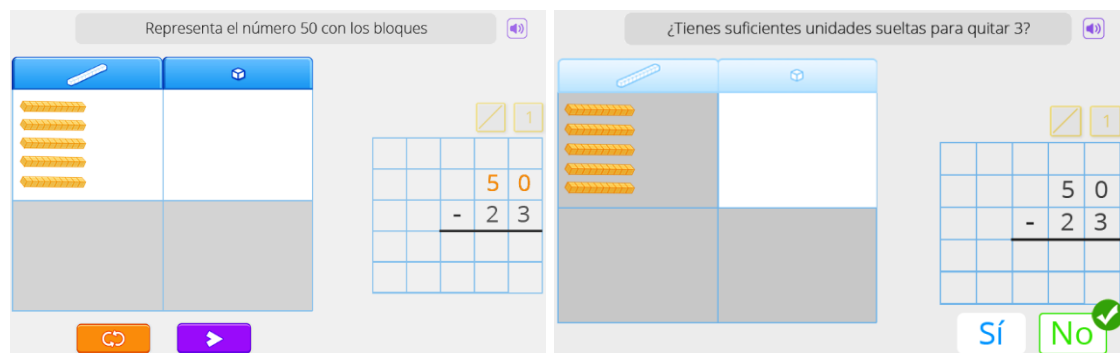 Representa el número 50 con los bloques
1
5 0
- 2 3
¿Tienes suficientes unidades sueltas para quitar 3?
1
5 0
- 2 3
Sí
No